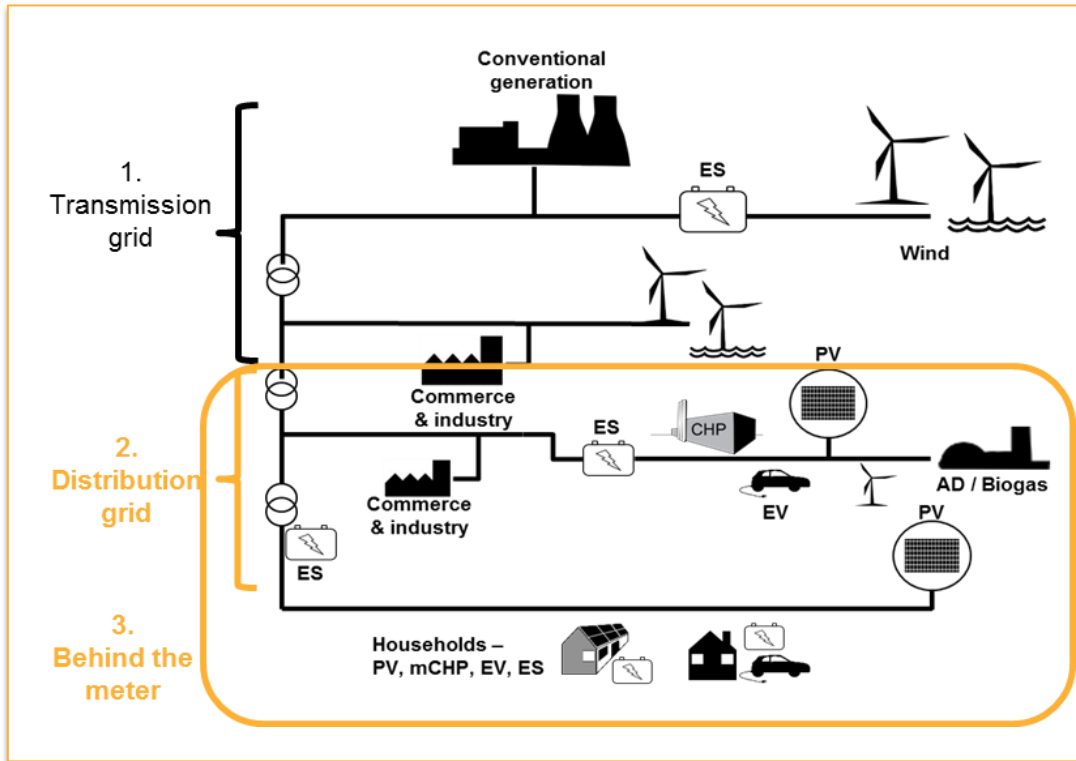 Conventional
generation
1.
Transmission
grid
ES
Wind
PV
Commerce
& industry
ES
CHP
2.
Distribution
grid
Commerce
& industry
EV
AD / Biogas
PV
ES
3.
Behind the
meter
Households –
PV, mCHP, EV, ES